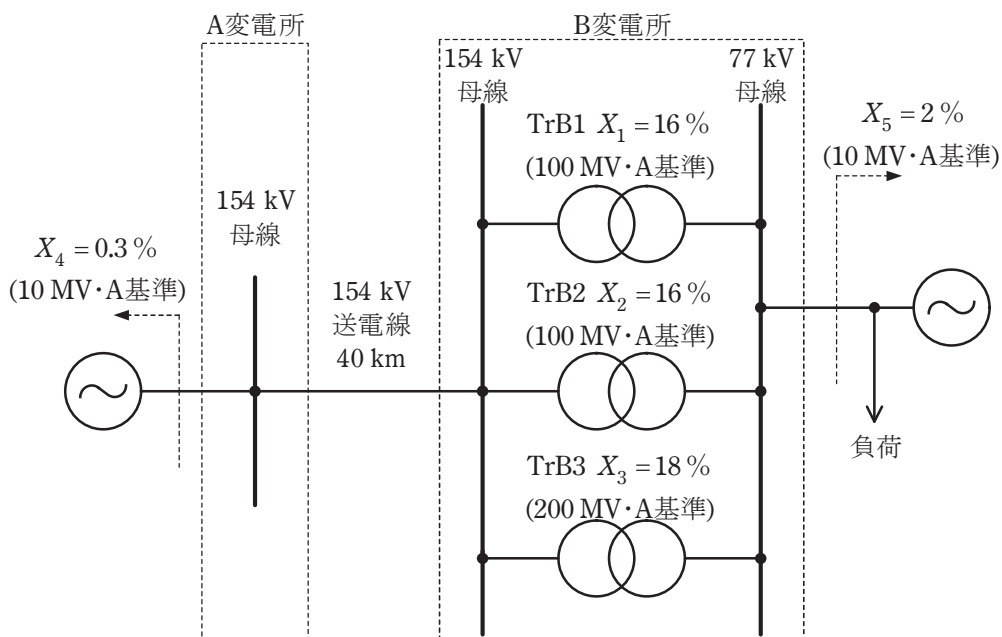 A変電所
B変電所
154 kV
母線
77 kV
母線
TrB1 X₁ = 16 %
(100 MV·A基準)
X₅ = 2 %
(10 MV·A基準)
154 kV
母線
X₄ = 0.3 %
(10 MV·A基準)
154 kV
送電線
40 km
TrB2 X₂ = 16 %
(100 MV·A基準)
負荷
TrB3 X₃ = 18 %
(200 MV·A基準)